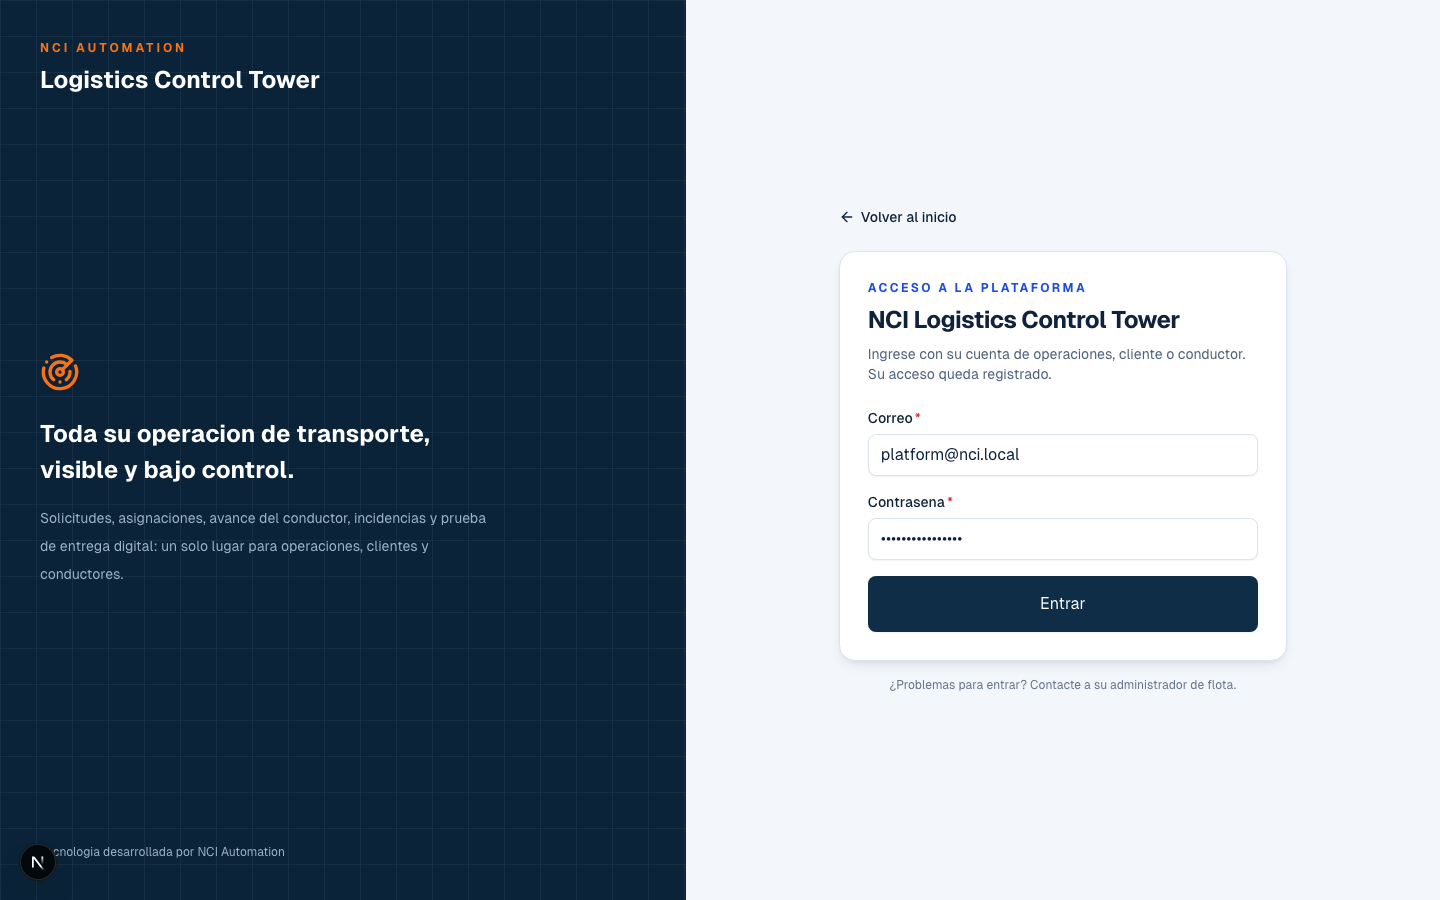 NCI AUTOMATION
Logistics Control Tower
Toda su operacion de transporte,
visible y bajo control.
Solicitudes, asignaciones, avance del conductor, incidencias y prueba
de entrega digital: un solo lugar para operaciones, clientes y
conductores.
desarrollada por NCI Automation
N
Volver al inicio
ACCESO A LA PLATAFORMA
NCI Logistics Control Tower
Ingrese con su cuenta de operaciones, cliente o conductor.
Su acceso queda registrado.
Correo *
platform@nci.local
Contrasena *
••••••••••••••••
Entrar
¿Problemas para entrar? Contacte a su administrador de flota.